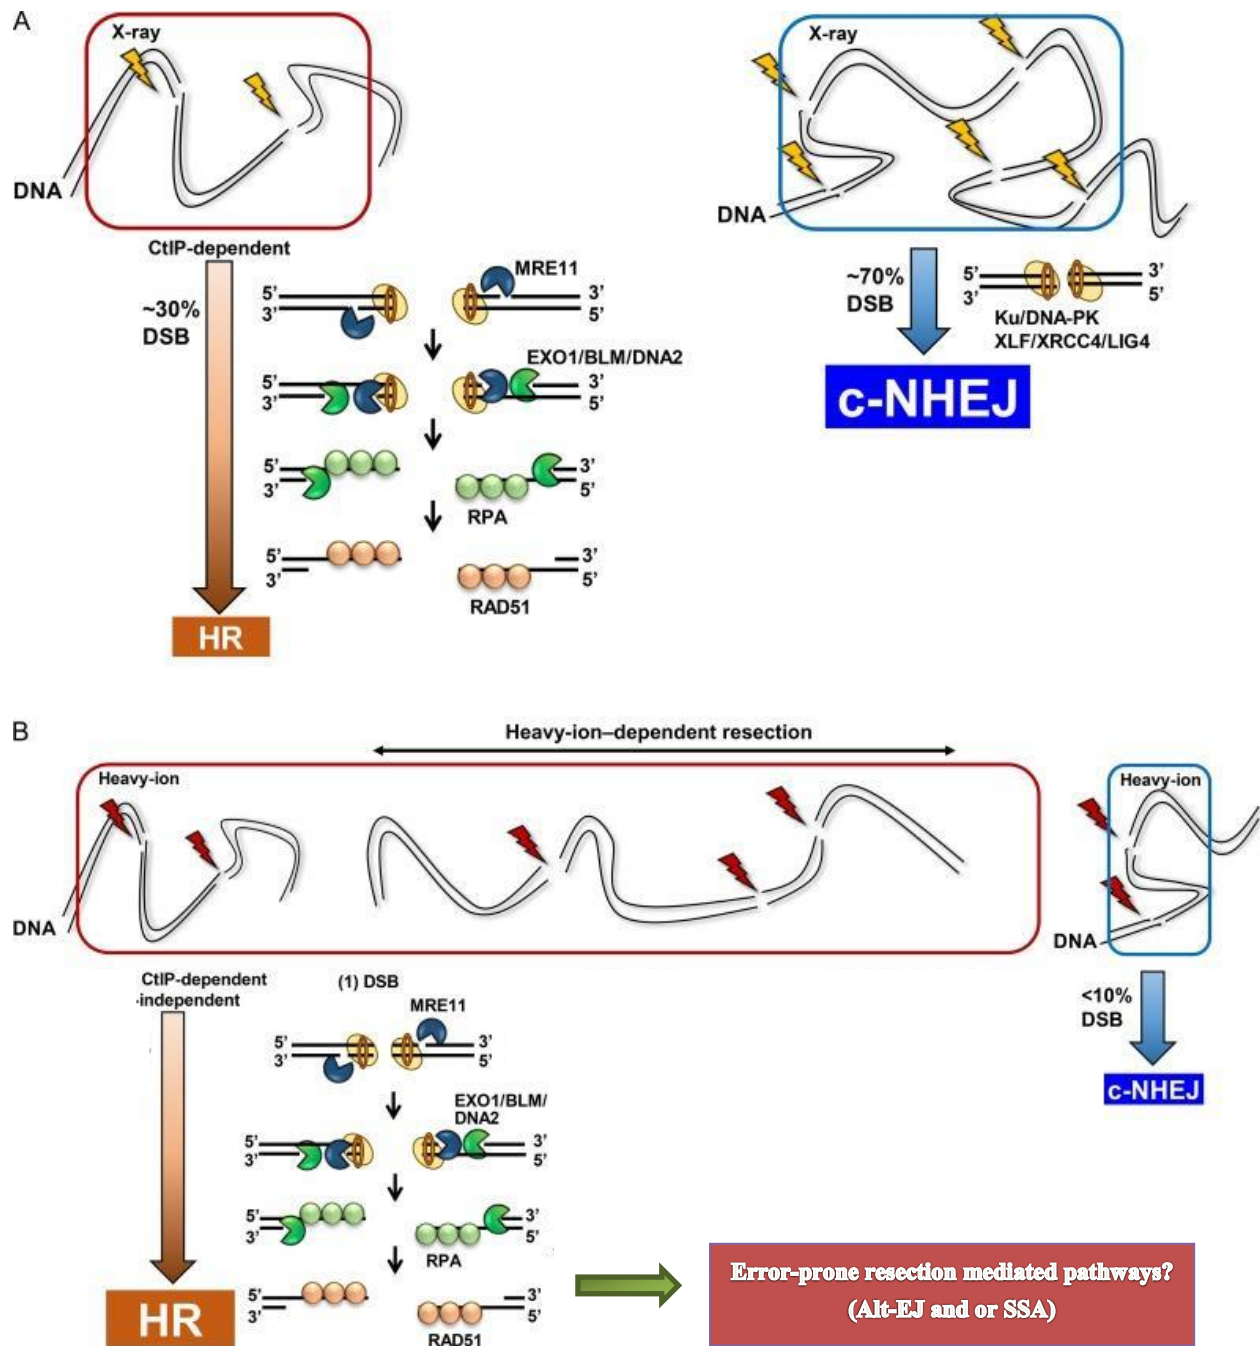 A
X-ray
DNA
CtIP-dependent
~30%
DSB
MRE11
5’
3’
3’
5’
EXO1/BLM/DNA2
5’
3’
3’
5’
5’
3’
3’
5’
RPA
5’
3’
3’
5’
RAD51
HR
X-ray
DNA
~70%
DSB
5’
3’
3’
5’
Ku/DNA-PK
XLF/XRCC4/LIG4
c-NHEJ
B
Heavy-ion–dependent resection
Heavy-ion
DNA
CtIP-dependent
-independent
(1) DSB
MRE11
5’
3’
3’
5’
EXO1/BLM/
DNA2
5’
3’
3’
5’
5’
3’
3’
5’
RPA
5’
3’
3’
5’
RAD51
HR
Heavy-ion
DNA
<10%
DSB
c-NHEJ
Error-prone resection mediated pathways?
(Alt-EJ and or SSA)